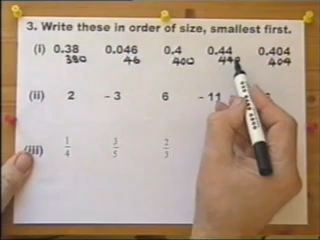 3. Write these in order of size, smallest first.
(i) 0.38 0.046 0.4 0.44 0.404
380 46 400 440 404
(ii) 2 -3 6 -11
(iii) 1/4 3/5 2/3